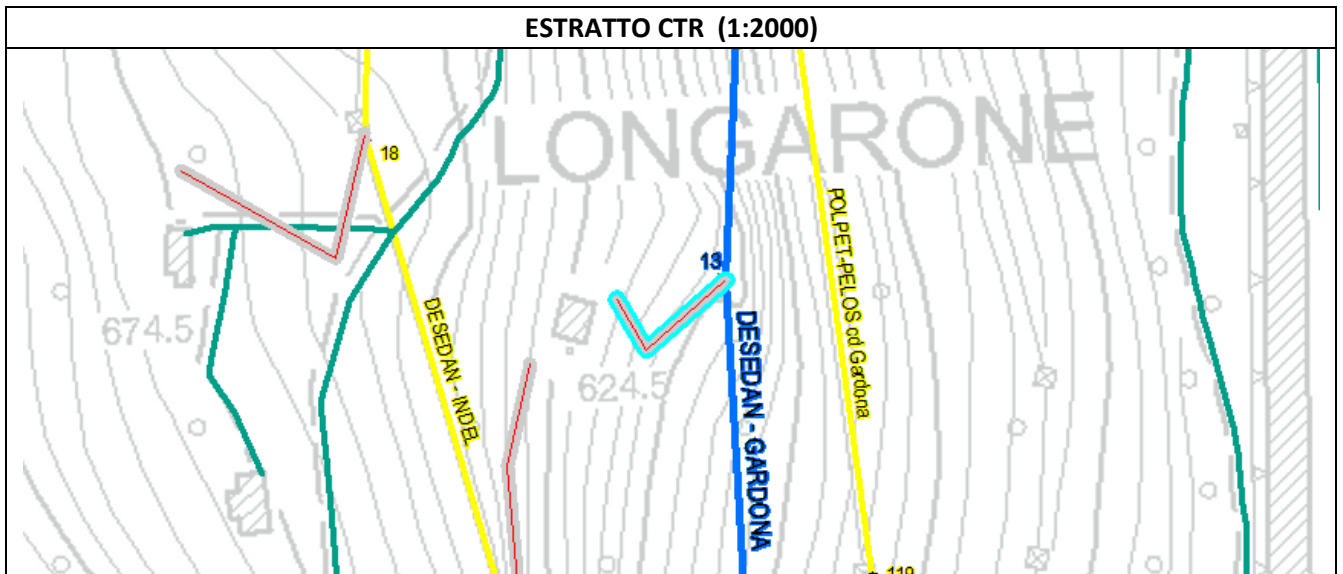 ESTRATTO CTR (1:2000)
LONGARONE
18
POLPET-PELOS cd Gardona
13
674.5
DESEDAN - INDEL
DESEDAN - GARDONA
624.5
119